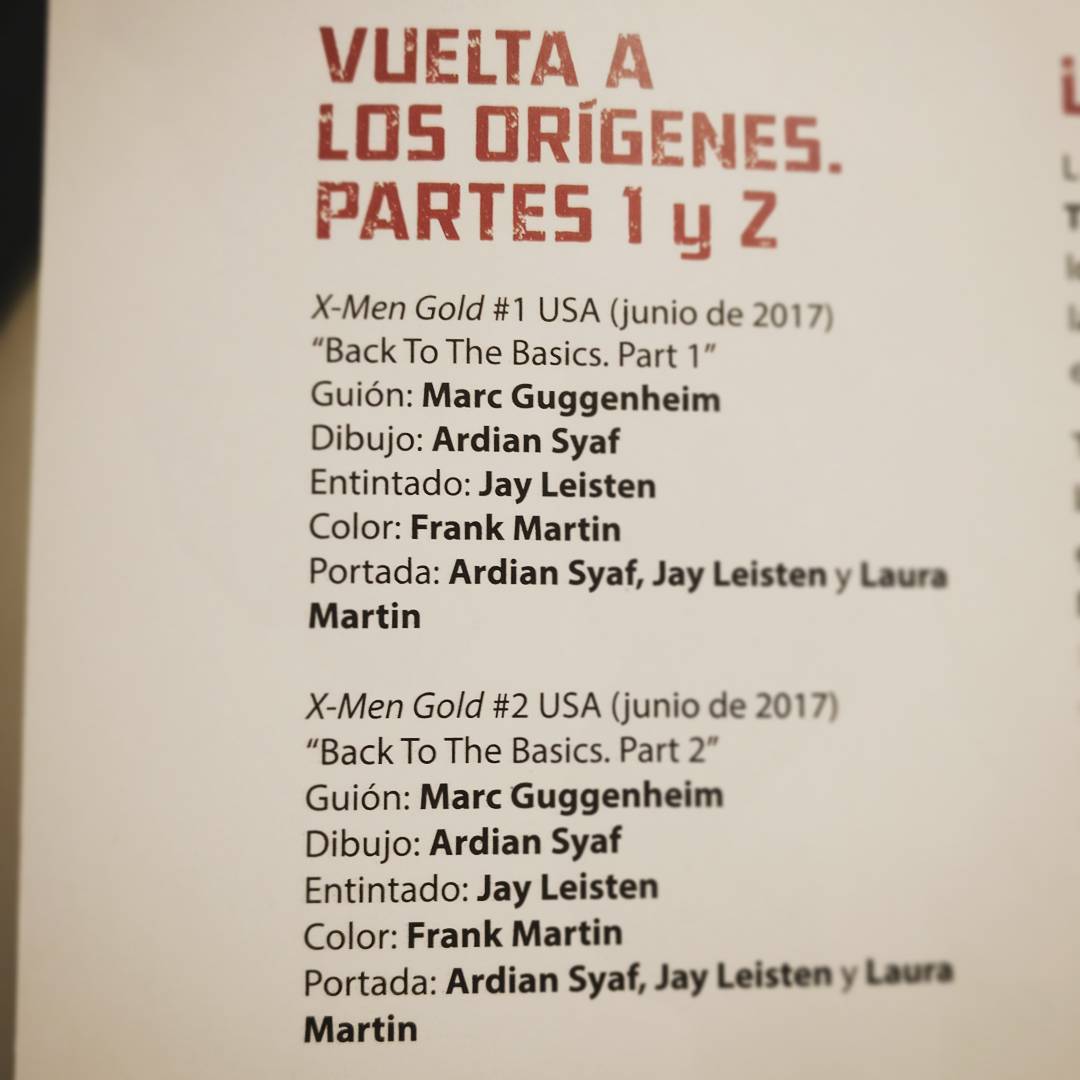 VUELTA A
LOS ORÍGENES.
PARTES 1 y 2
X-Men Gold #1 USA (junio de 2017)
“Back To The Basics. Part 1”
Guión: Marc Guggenheim
Dibujo: Ardian Syaf
Entintado: Jay Leisten
Color: Frank Martin
Portada: Ardian Syaf, Jay Leisten y Laura
Martin
X-Men Gold #2 USA (junio de 2017)
“Back To The Basics. Part 2”
Guión: Marc Guggenheim
Dibujo: Ardian Syaf
Entintado: Jay Leisten
Color: Frank Martin
Portada: Ardian Syaf, Jay Leisten y Laura
Martin